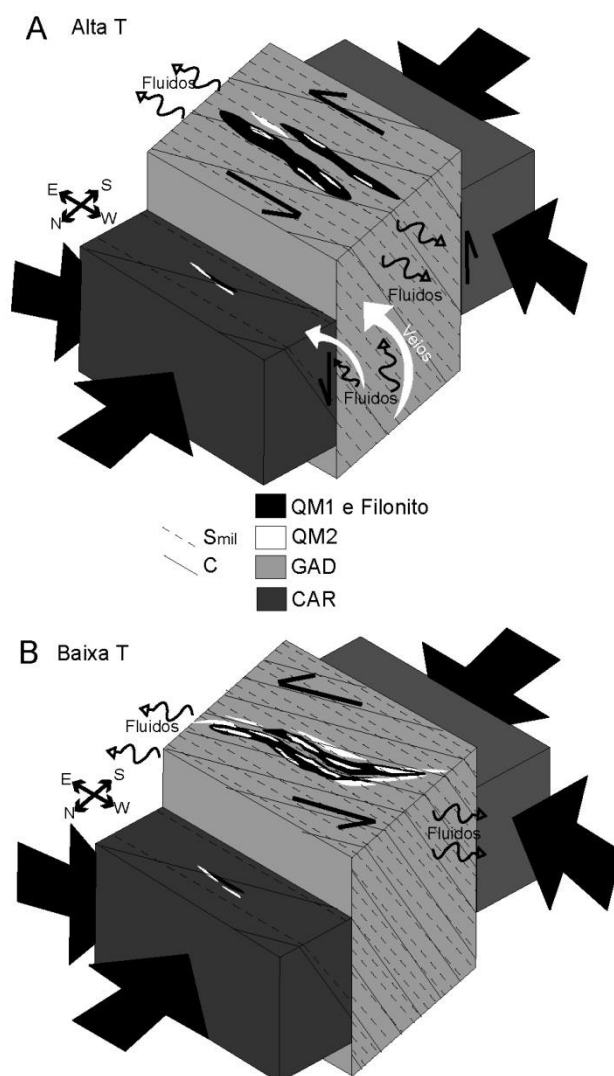 A Alta T
Fluidos
E S
N W
Fluidos
Veios
Fluidos
QM1 e Filonito
Smil QM2
C GAD
CAR
B Baixa T
Fluidos
E S
N W
Fluidos